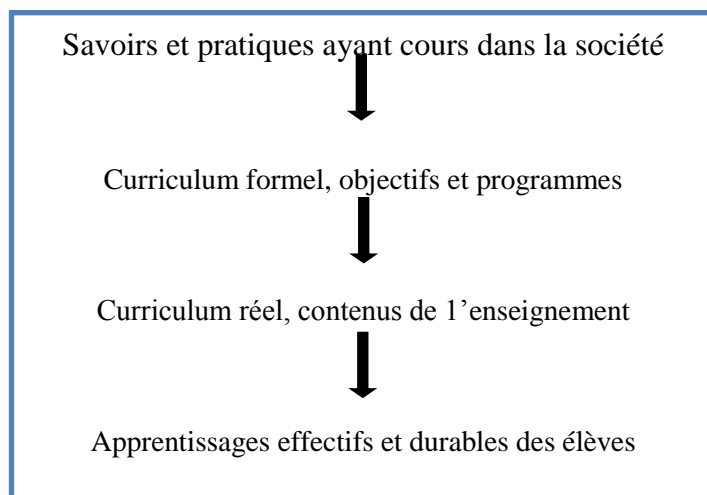 Savoirs et pratiques ayant cours dans la société
Curriculum formel, objectifs et programmes
Curriculum réel, contenus de l’enseignement
Apprentissages effectifs et durables des élèves